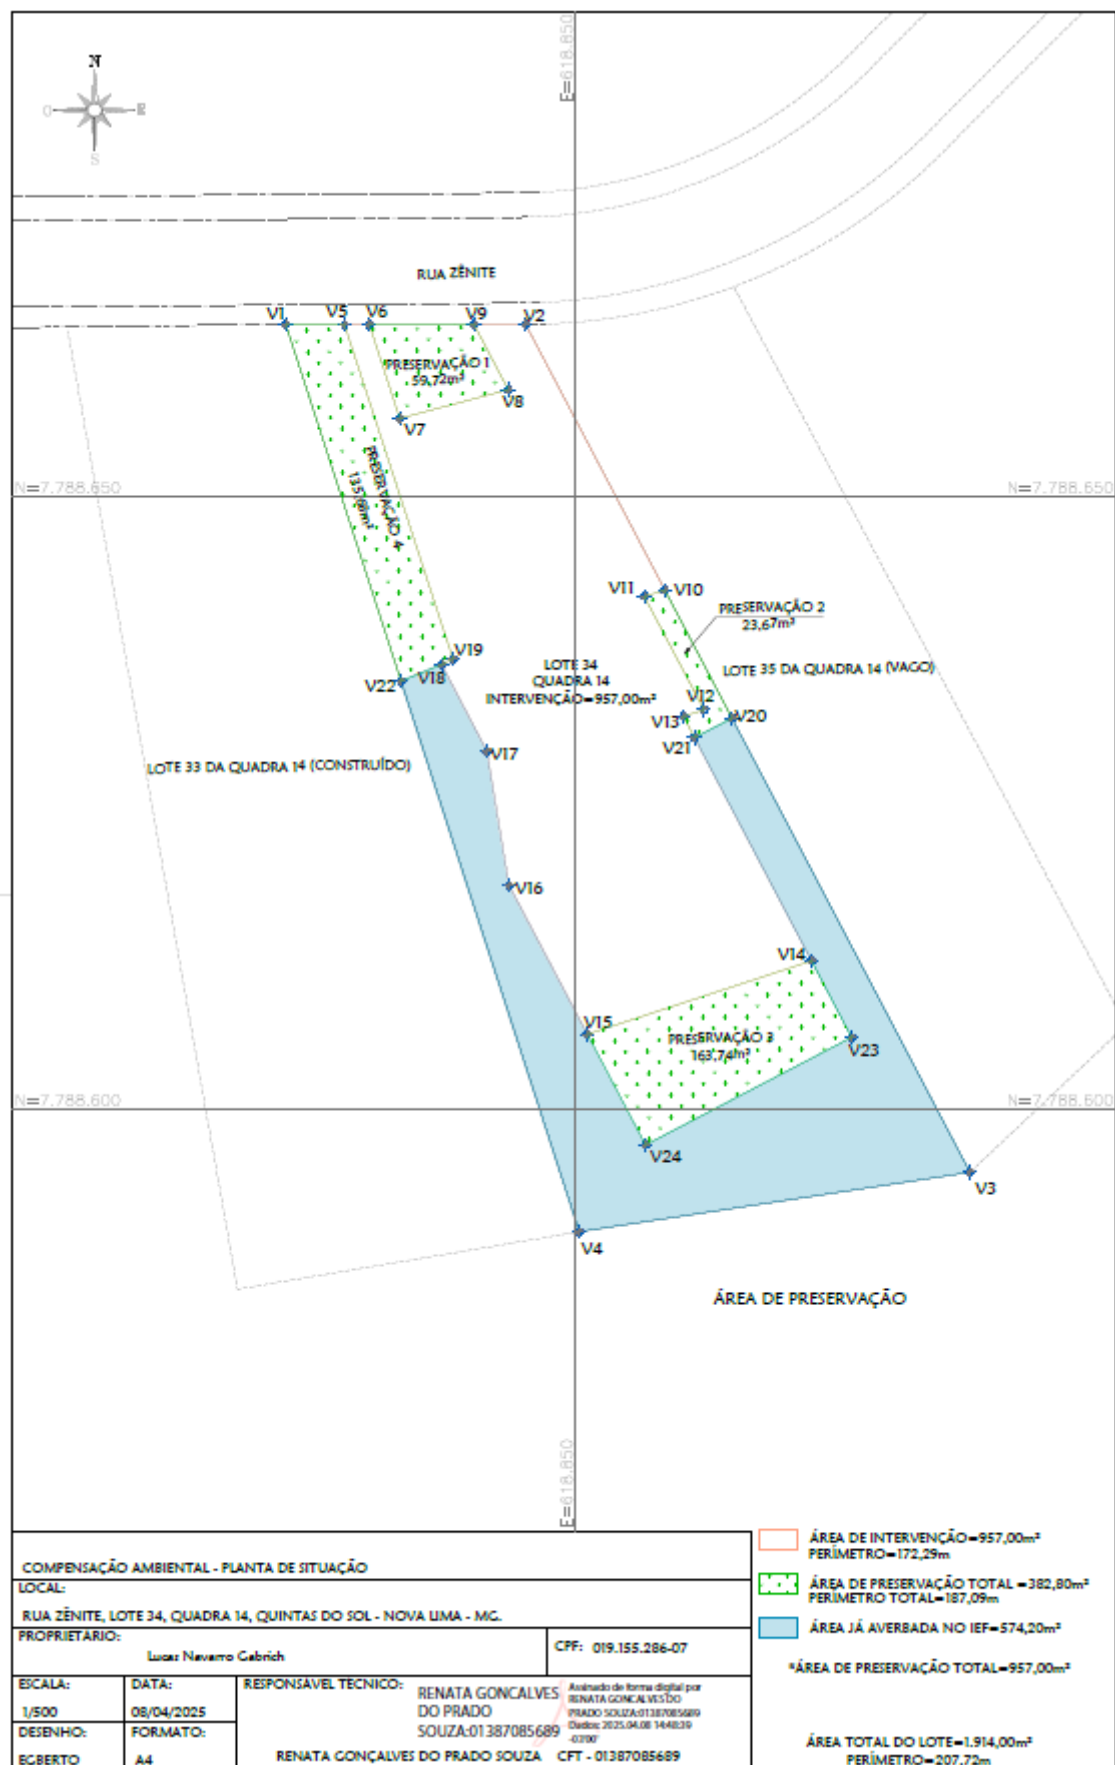 N
O
E
S
E=618.850
RUA ZÊNITE
V1
V5
V6
V9
V2
PRESERVAÇÃO 1
59,72m²
V8
V7
PRESERVAÇÃO 4
N=7.788.650
N=7.788.650
V11
V10
PRESERVAÇÃO 2
23,67m²
V19
V18
V22
LOTE 34
QUADRA 14
INTERVENÇÃO=957,00m²
LOTE 35 DA QUADRA 14 (VAGO)
V12
V13
V20
V21
V17
LOTE 33 DA QUADRA 14 (CONSTRUÍDO)
V16
V14
V15
PRESERVAÇÃO 3
163,74m²
V23
N=7.788.600
N=7.788.600
V24
V3
V4
ÁREA DE PRESERVAÇÃO
E=618.850
COMPENSAÇÃO AMBIENTAL - PLANTA DE SITUAÇÃO
LOCAL:
RUA ZÊNITE, LOTE 34, QUADRA 14, QUINTAS DO SOL - NOVA LIMA - MG.
PROPRIETARIO:
Lucas Navarro Gabrich
CPF: 019.155.286-07
ESCALA:
1/500
DATA:
08/04/2025
DESENHO:
EGBERTO
FORMATO:
A4
RESPONSAVEL TECNICO:
RENATA GONCALVES
DO PRADO
SOUZA:01387085689
Assinado de forma digital por
RENATA GONCALVES DO
PRADO SOUZA:01387085689
Dados: 2025.04.08 14:48:39
-03'00'
RENATA GONÇALVES DO PRADO SOUZA CFT - 01387085689
ÁREA DE INTERVENÇÃO=957,00m²
PERÍMETRO=172,29m
ÁREA DE PRESERVAÇÃO TOTAL =382,80m²
PERÍMETRO TOTAL=187,09m
ÁREA JÁ AVERBADA NO IEF=574,20m²
*ÁREA DE PRESERVAÇÃO TOTAL=957,00m²
ÁREA TOTAL DO LOTE=1.914,00m²
PERÍMETRO=207,72m